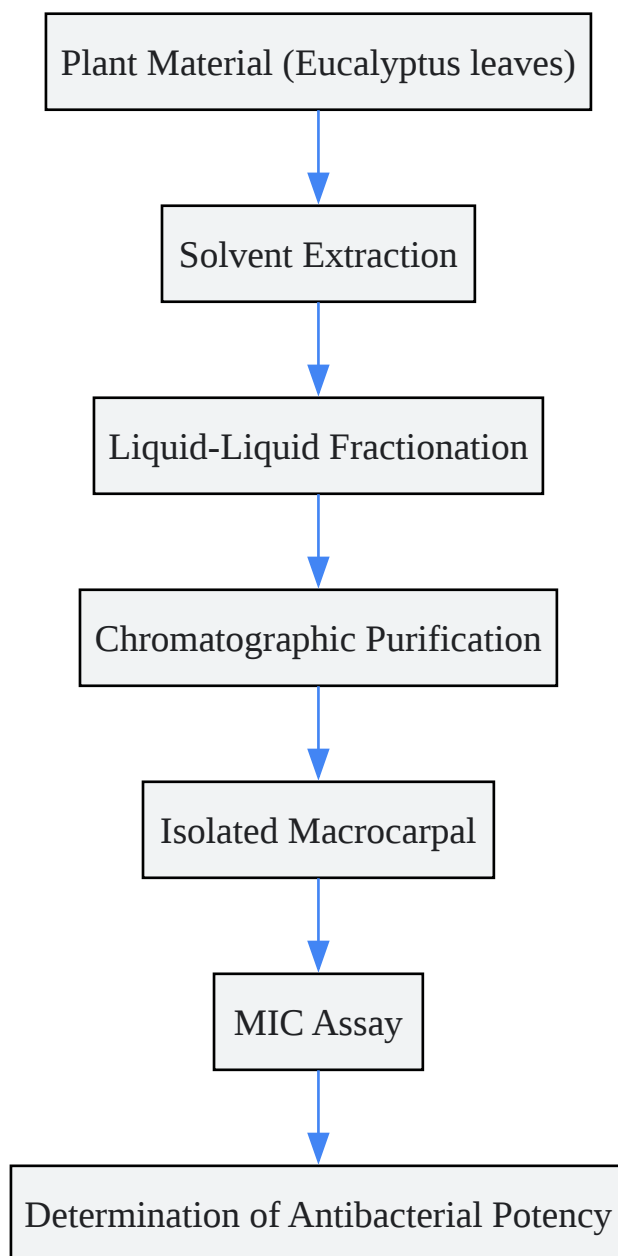 Plant Material (Eucalyptus leaves)
Solvent Extraction
Liquid-Liquid Fractionation
Chromatographic Purification
Isolated Macrocarpal
MIC Assay
Determination of Antibacterial Potency